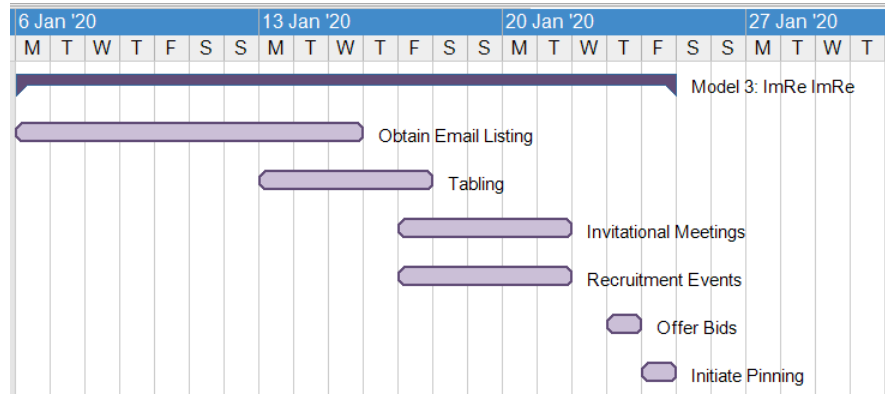 6 Jan '20 13 Jan '20 20 Jan '20 27 Jan '20
M T W T F S S M T W T F S S M T W T F S S M T W T
Model 3: ImRe ImRe
Obtain Email Listing
Tabling
Invitational Meetings
Recruitment Events
Offer Bids
Initiate Pinning